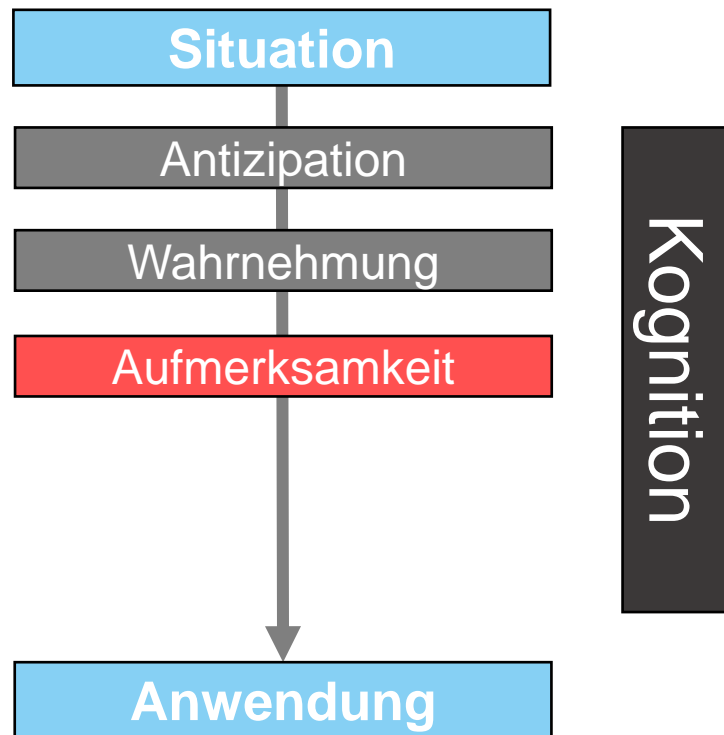 Situation
Antizipation
Wahrnehmung
Aufmerksamkeit
Kognition
Anwendung